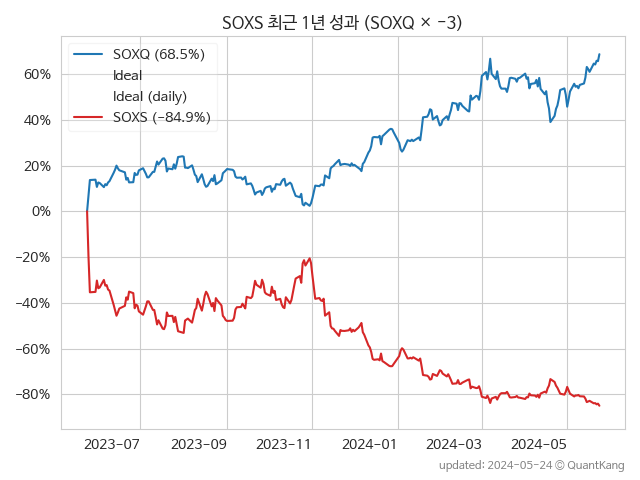 SOXS 최근 1년 성과 (SOXQ × −3)
SOXQ (68.5%)
Ideal
Ideal (daily)
SOXS (−84.9%)
60%
40%
20%
0%
−20%
−40%
−60%
−80%
2023−07 2023−09 2023−11 2024−01 2024−03 2024−05
updated: 2024−05−24 © QuantKang